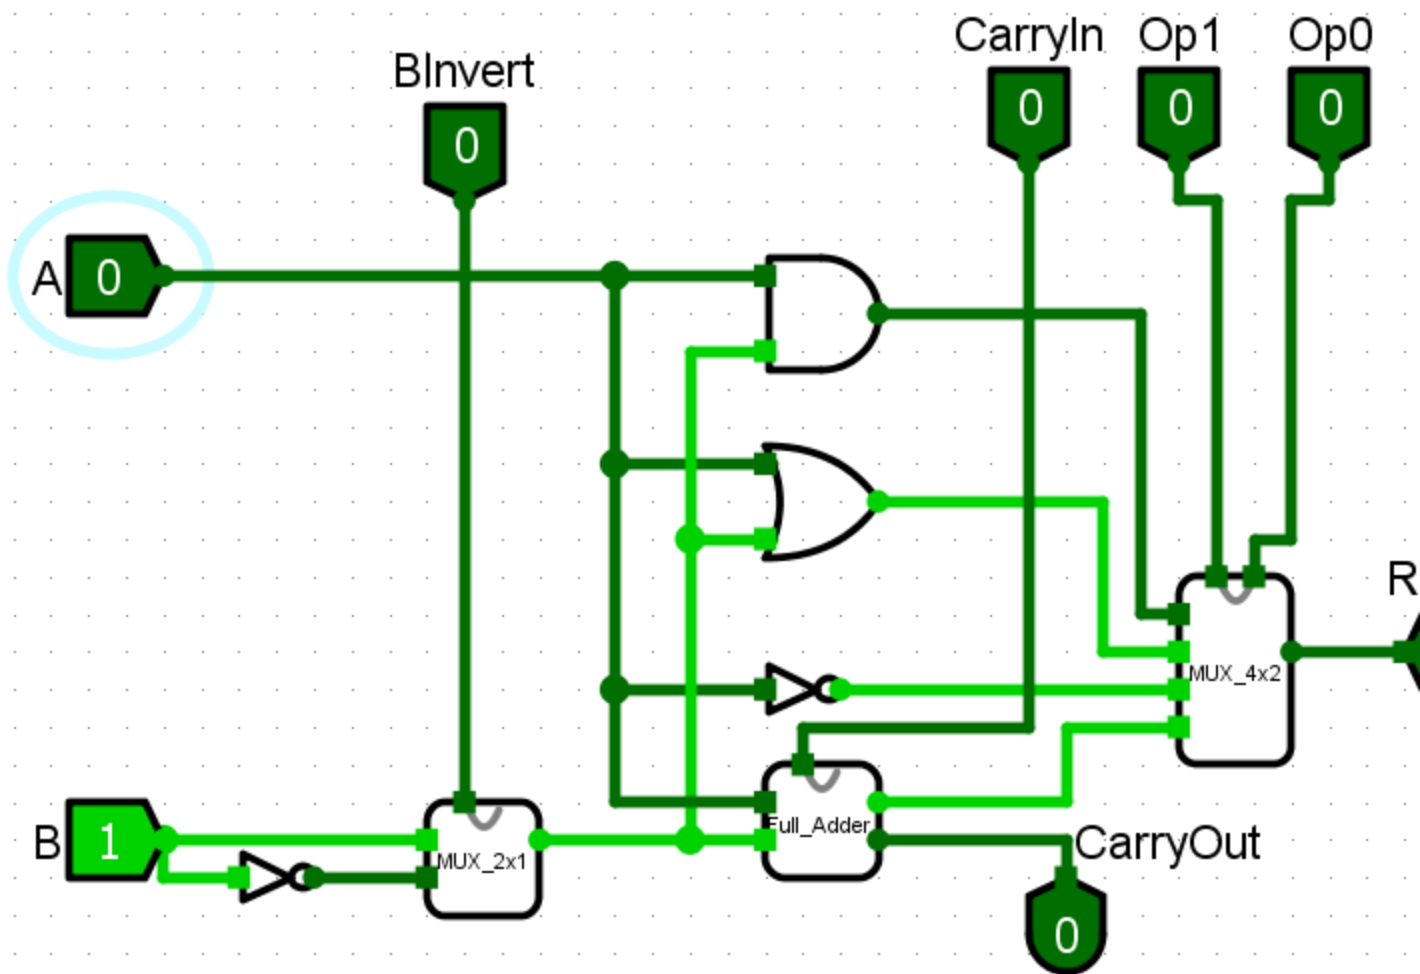 CarryIn Op1 Op0
0 0 0
BInvert
0
A 0
R
MUX_4x2
Full_Adder
B 1
MUX_2x1
CarryOut
0